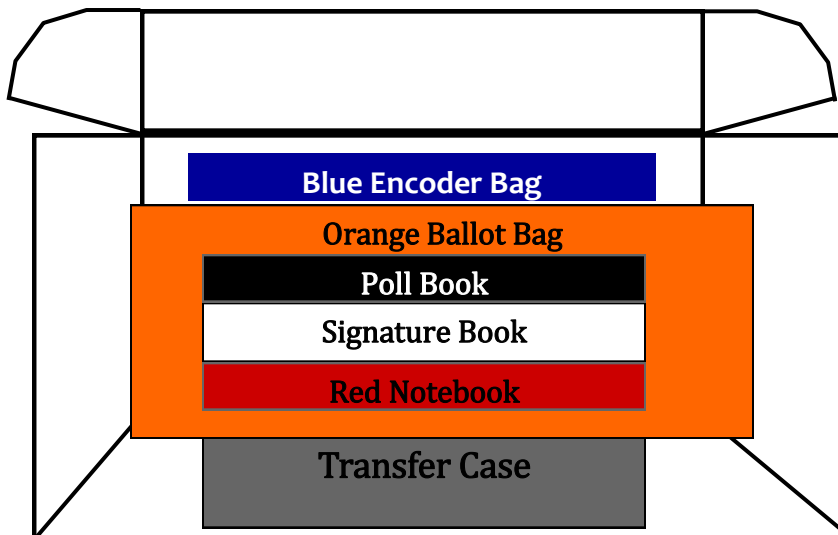 Blue Encoder Bag
Orange Ballot Bag
Poll Book
Signature Book
Red Notebook
Transfer Case